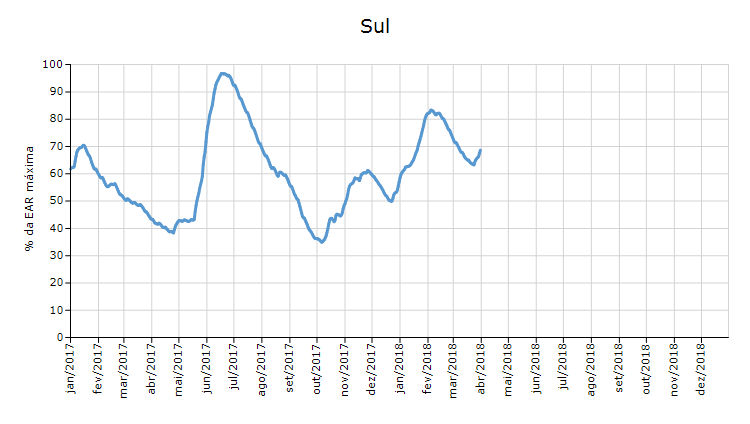 Sul
% da EAR máxima
100
90
80
70
60
50
40
30
20
10
0
jan/2017
fev/2017
mar/2017
abr/2017
mai/2017
jun/2017
jul/2017
ago/2017
set/2017
out/2017
nov/2017
dez/2017
jan/2018
fev/2018
mar/2018
abr/2018
mai/2018
jun/2018
jul/2018
ago/2018
set/2018
out/2018
nov/2018
dez/2018